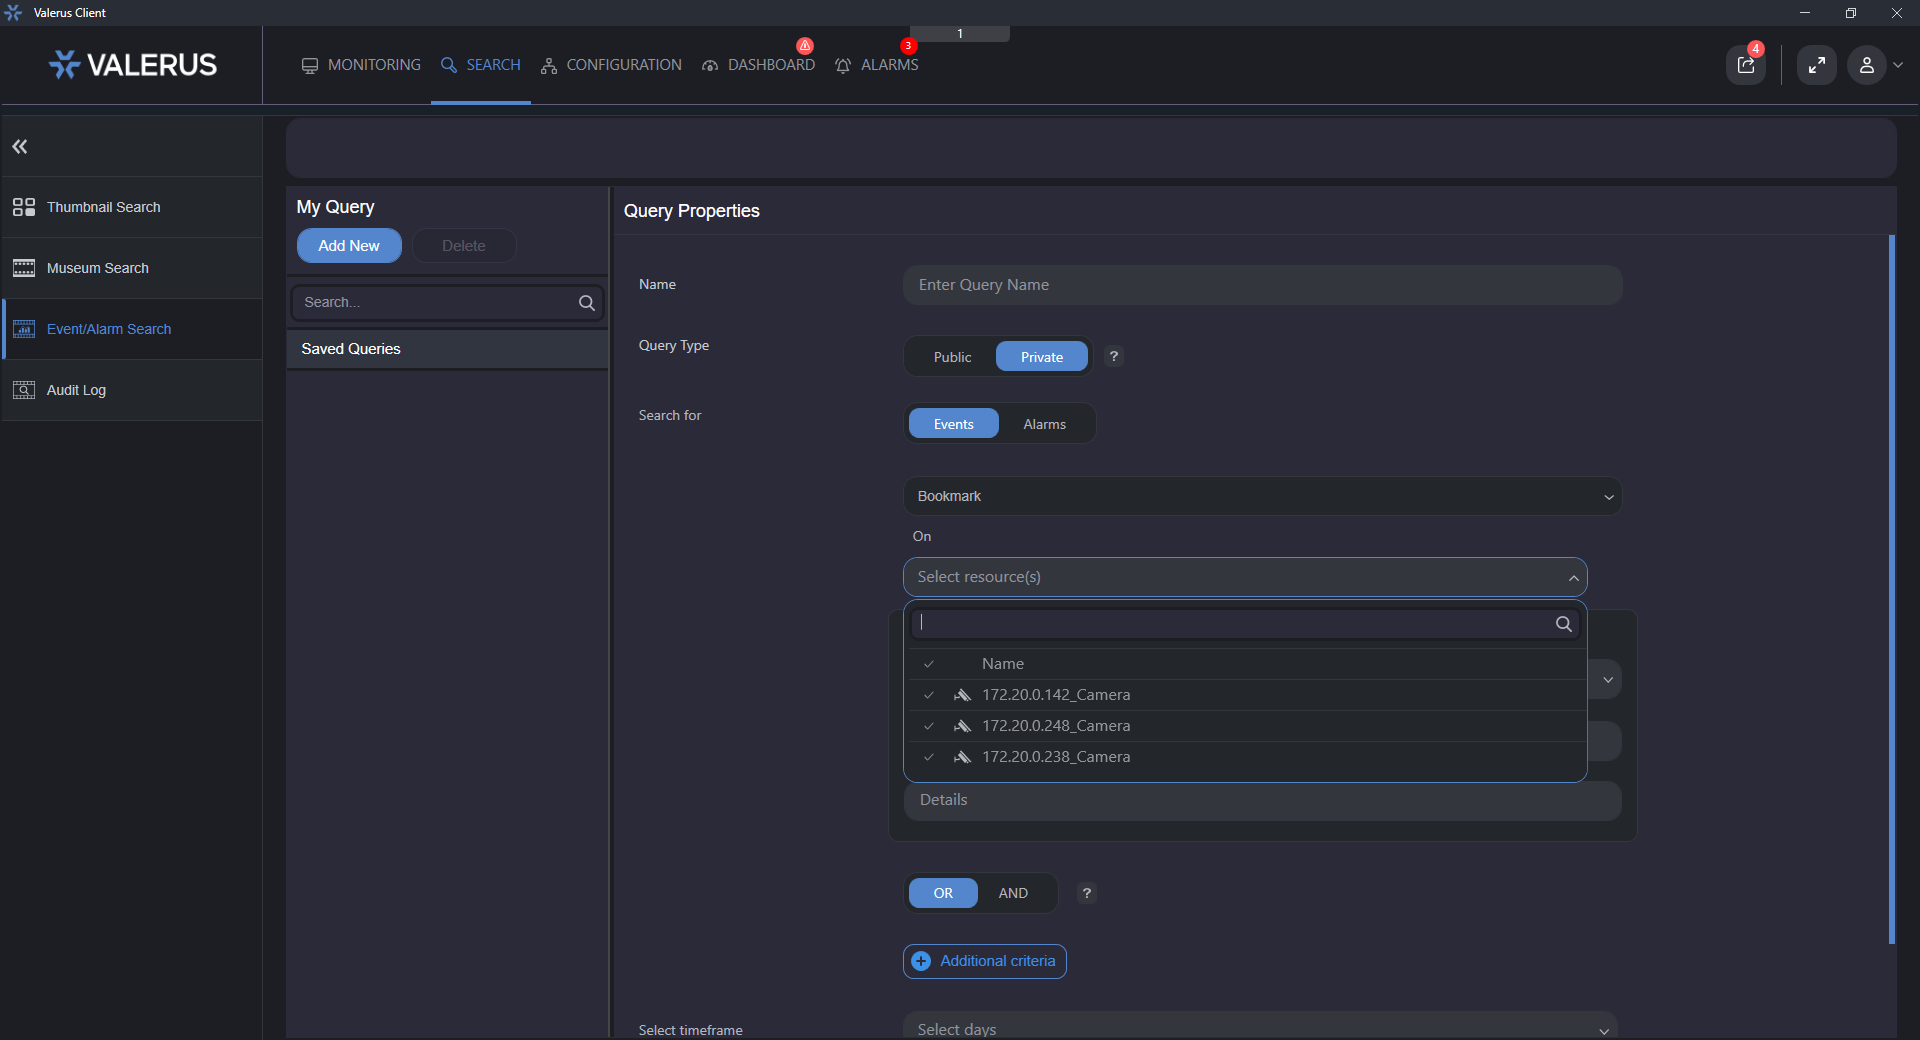 Valerus Client
1
VALERUS
MONITORING
SEARCH
CONFIGURATION
DASHBOARD
3
ALARMS
4
Thumbnail Search
Museum Search
Event/Alarm Search
Audit Log
My Query
Add New
Delete
Search...
Saved Queries
Query Properties
Name
Enter Query Name
Query Type
Public
Private
?
Search for
Events
Alarms
Bookmark
On
Select resource(s)
Name
172.20.0.142_Camera
172.20.0.248_Camera
172.20.0.238_Camera
Details
OR
AND
?
Additional criteria
Select timeframe
Select days